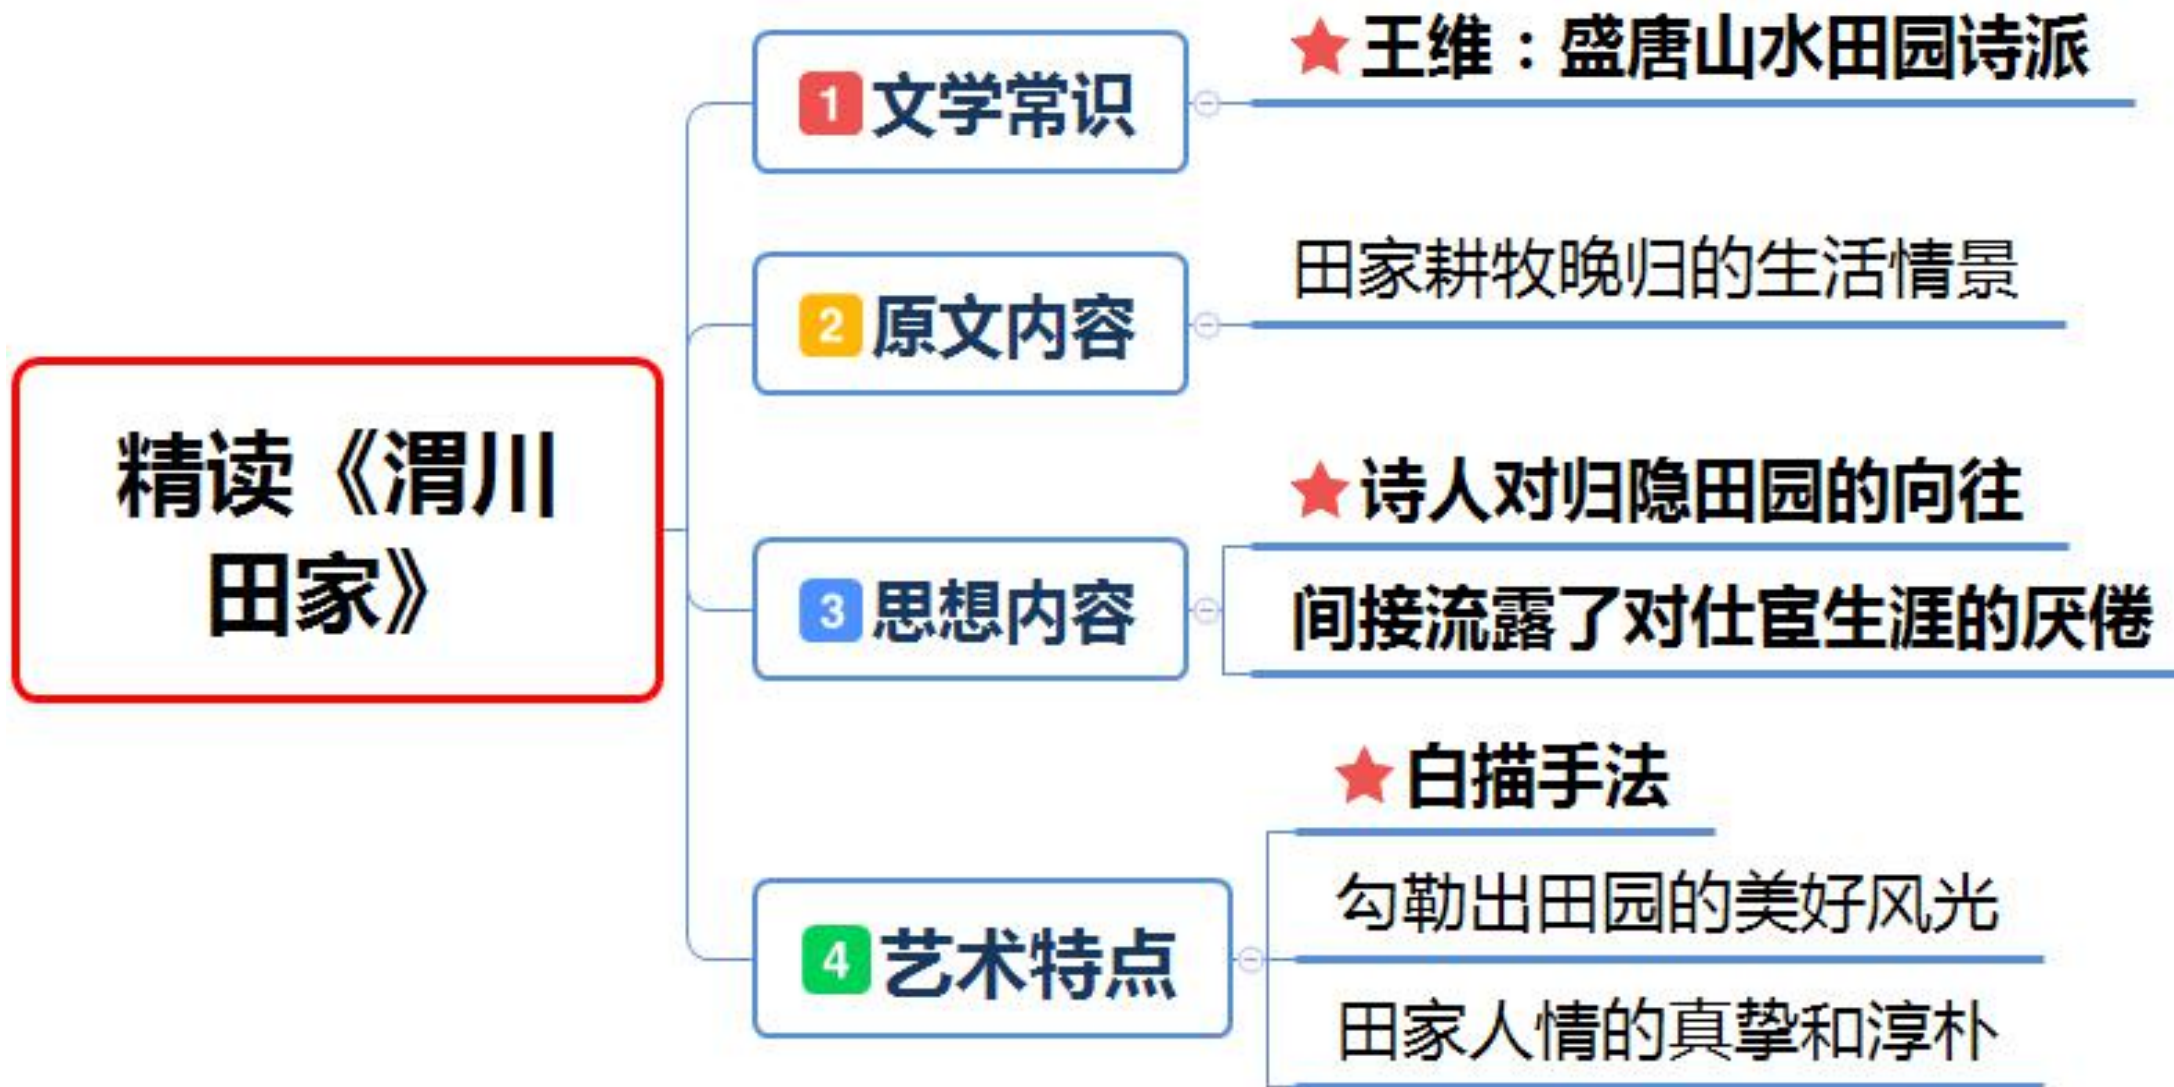 精读《渭川
田家》
1 文学常识
王维：盛唐山水田园诗派
2 原文内容
田家耕牧晚归的生活情景
3 思想内容
诗人对归隐田园的向往
间接流露了对仕宦生涯的厌倦
4 艺术特点
白描手法
勾勒出田园的美好风光
田家人情的真挚和淳朴